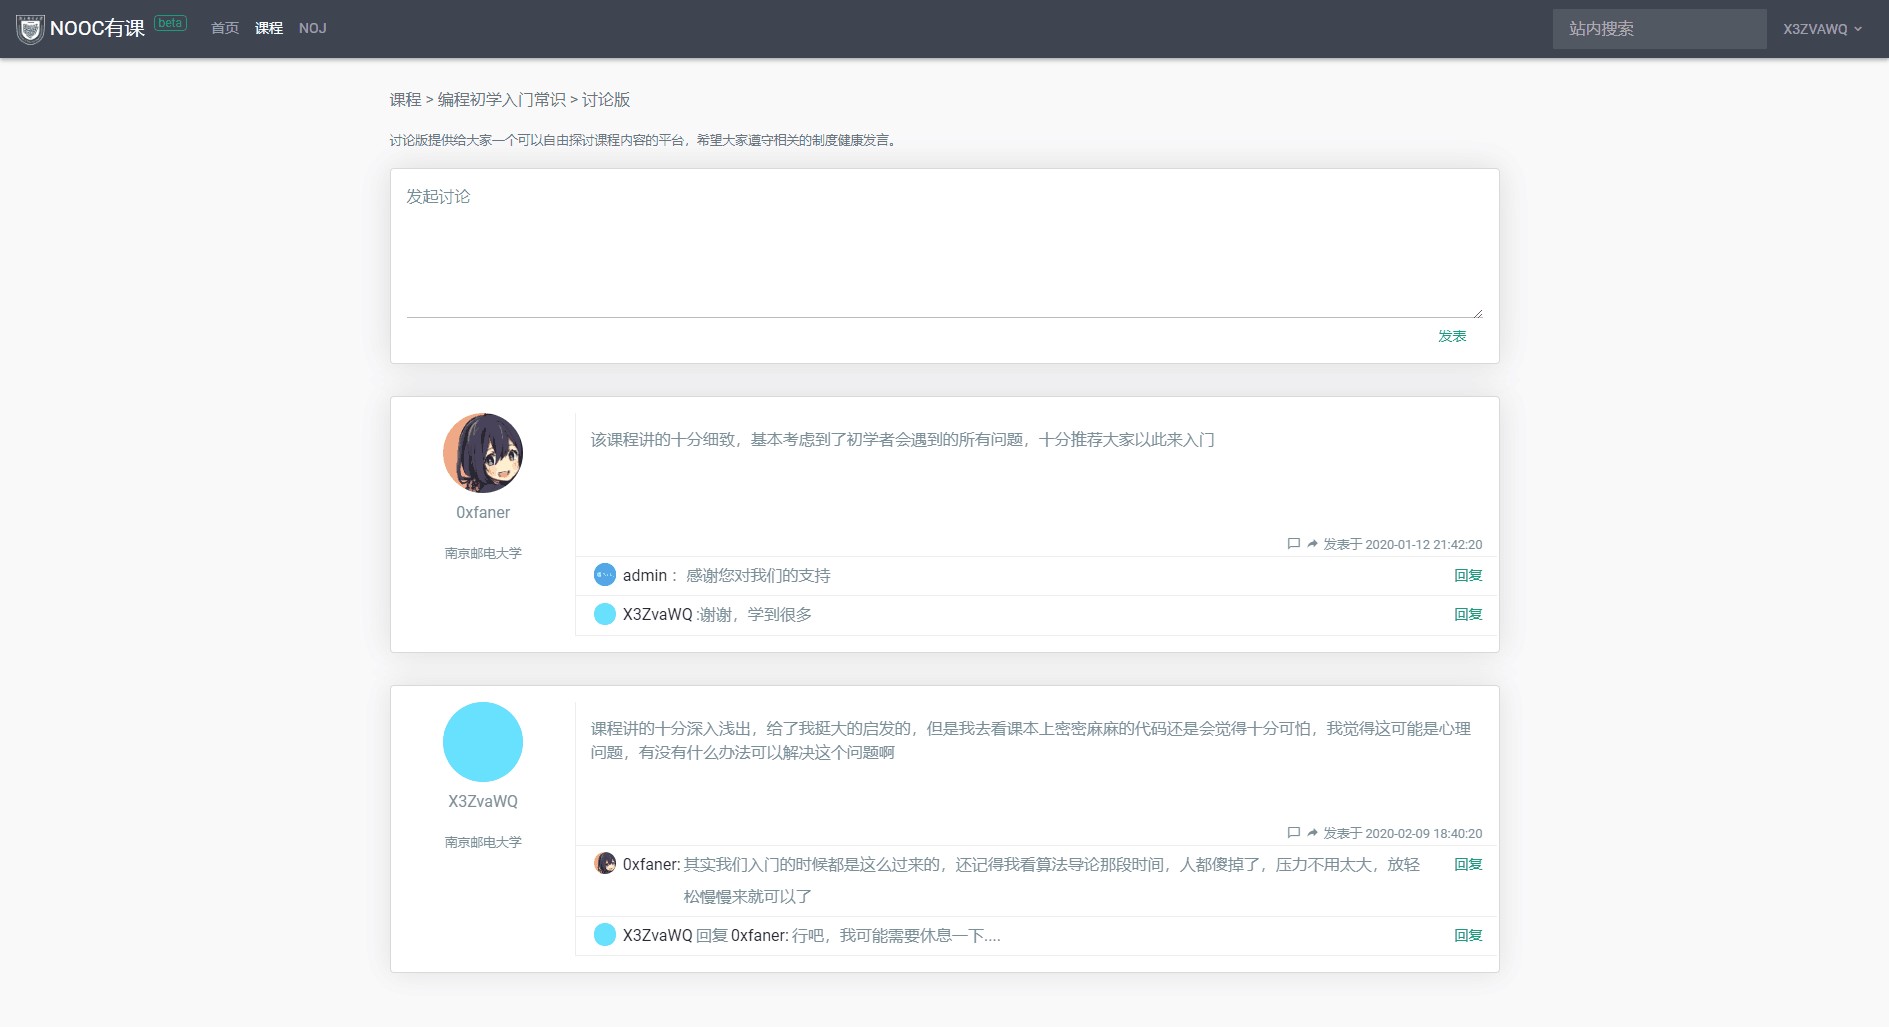 NOOC有课 beta 首页 课程 NOJ 站内搜索 X3ZVAWQ
课程 > 编程初学入门常识 > 讨论版
讨论版提供给大家一个可以自由探讨课程内容的平台，希望大家遵守相关的制度健康发言。
发起讨论
发表
该课程讲的十分细致，基本考虑到了初学者会遇到的所有问题，十分推荐大家以此来入门
0xfaner
南京邮电大学
发表于 2020-01-12 21:42:20
admin ： 感谢您对我们的支持 回复
X3ZvaWQ :谢谢，学到很多 回复
课程讲的十分深入浅出，给了我挺大的启发的，但是我去看课本上密密麻麻的代码还是会觉得十分可怕，我觉得这可能是心理
问题，有没有什么办法可以解决这个问题啊
X3ZvaWQ
南京邮电大学
发表于 2020-02-09 18:40:20
0xfaner: 其实我们入门的时候都是这么过来的，还记得我看算法导论那段时间，人都傻掉了，压力不用太大，放轻 回复
松慢慢来就可以了
X3ZvaWQ 回复 0xfaner: 行吧，我可能需要休息一下.... 回复